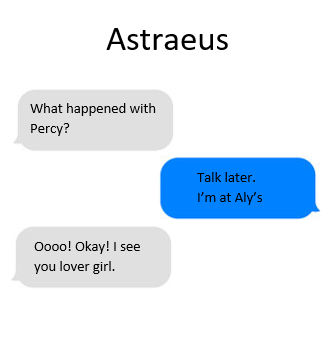 Astraeus
What happened with
Percy?
Talk later.
I'm at Aly's
Oooo! Okay! I see
you lover girl.